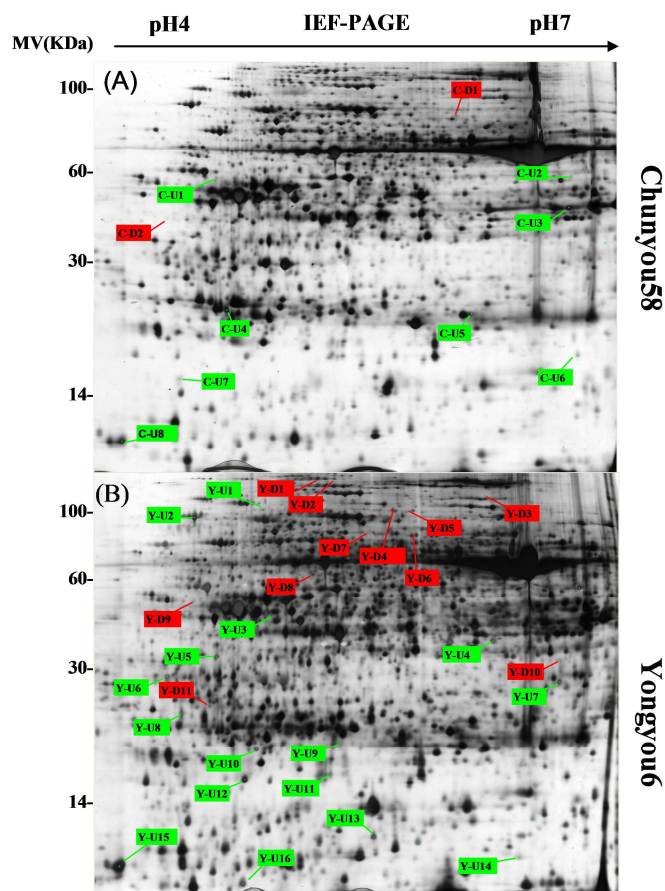 pH4 IEF-PAGE pH7
MV(KDa)
(A)
100-
C-D1
60-
C-U2
C-U1
C-U3
C-D2
30-
C-U4
C-U5
C-U6
C-U7
14-
C-U8
Chunyou58
(B)
Y-U1
Y-D1
Y-D2
Y-D3
100-
Y-U2
Y-D5
Y-D7
Y-D4
Y-D6
60-
Y-D8
Y-D9
Y-U3
Y-U4
Y-U5
30-
Y-D10
Y-U6
Y-D11
Y-U7
Y-U8
Y-U9
Y-U10
Y-U11
Y-U12
14-
Y-U13
Y-U15
Y-U16
Y-U14
Yongyou6